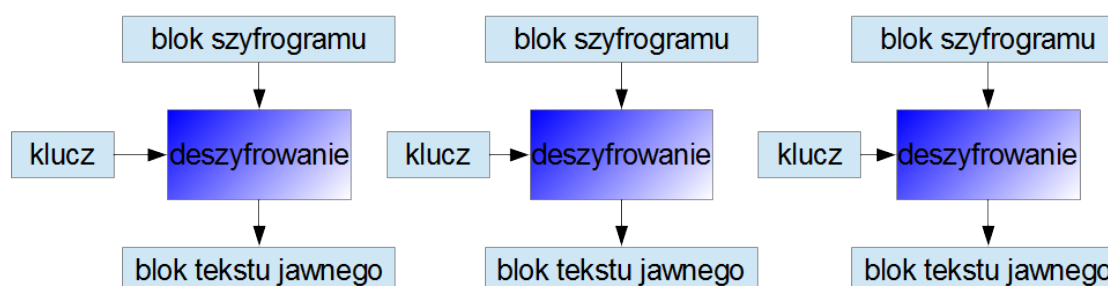 blok szyfrogramu blok szyfrogramu blok szyfrogramu
klucz deszyfrowanie klucz deszyfrowanie klucz deszyfrowanie
blok tekstu jawnego blok tekstu jawnego blok tekstu jawnego